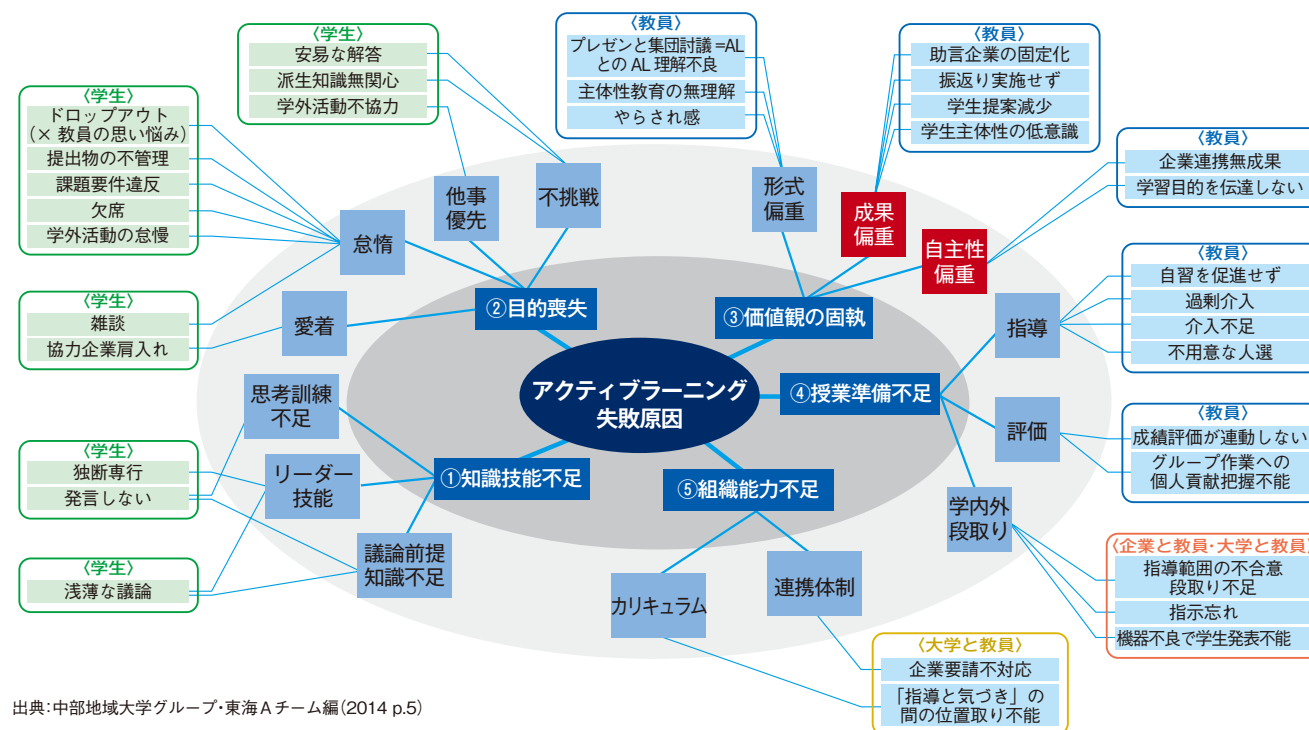 〈学生〉
安易な解答
派生知識無関心
学外活動不協力
〈教員〉
プレゼンと集団討議=AL
との AL 理解不良
主体性教育の無理解
やらされ感
〈教員〉
助言企業の固定化
振返り実施せず
学生提案減少
学生主体性の低意識
〈学生〉
ドロップアウト
(× 教員の思い悩み)
提出物の不管理
課題要件違反
欠席
学外活動の怠慢
〈教員〉
企業連携無成果
学習目的を伝達しない
怠惰
他事
優先
不挑戦
形式
偏重
成果
偏重
自主性
偏重
〈学生〉
雑談
協力企業肩入れ
愛着
②目的喪失
③価値観の固執
指導
〈教員〉
自習を促進せず
過剰介入
介入不足
不用意な人選
アクティブラーニング
失敗原因
思考訓練
不足
④授業準備不足
評価
〈教員〉
成績評価が連動しない
グループ作業への
個人貢献把握不能
〈学生〉
独断専行
発言しない
リーダー
技能
①知識技能不足
⑤組織能力不足
学内外
段取り
〈学生〉
浅薄な議論
議論前提
知識不足
カリキュラム
連携体制
〈企業と教員・大学と教員〉
指導範囲の不合意
段取り不足
指示忘れ
機器不良で学生発表不能
〈大学と教員〉
企業要請不対応
「指導と気づき」の
間の位置取り不能
出典:中部地域大学グループ・東海Aチーム編(2014 p.5)